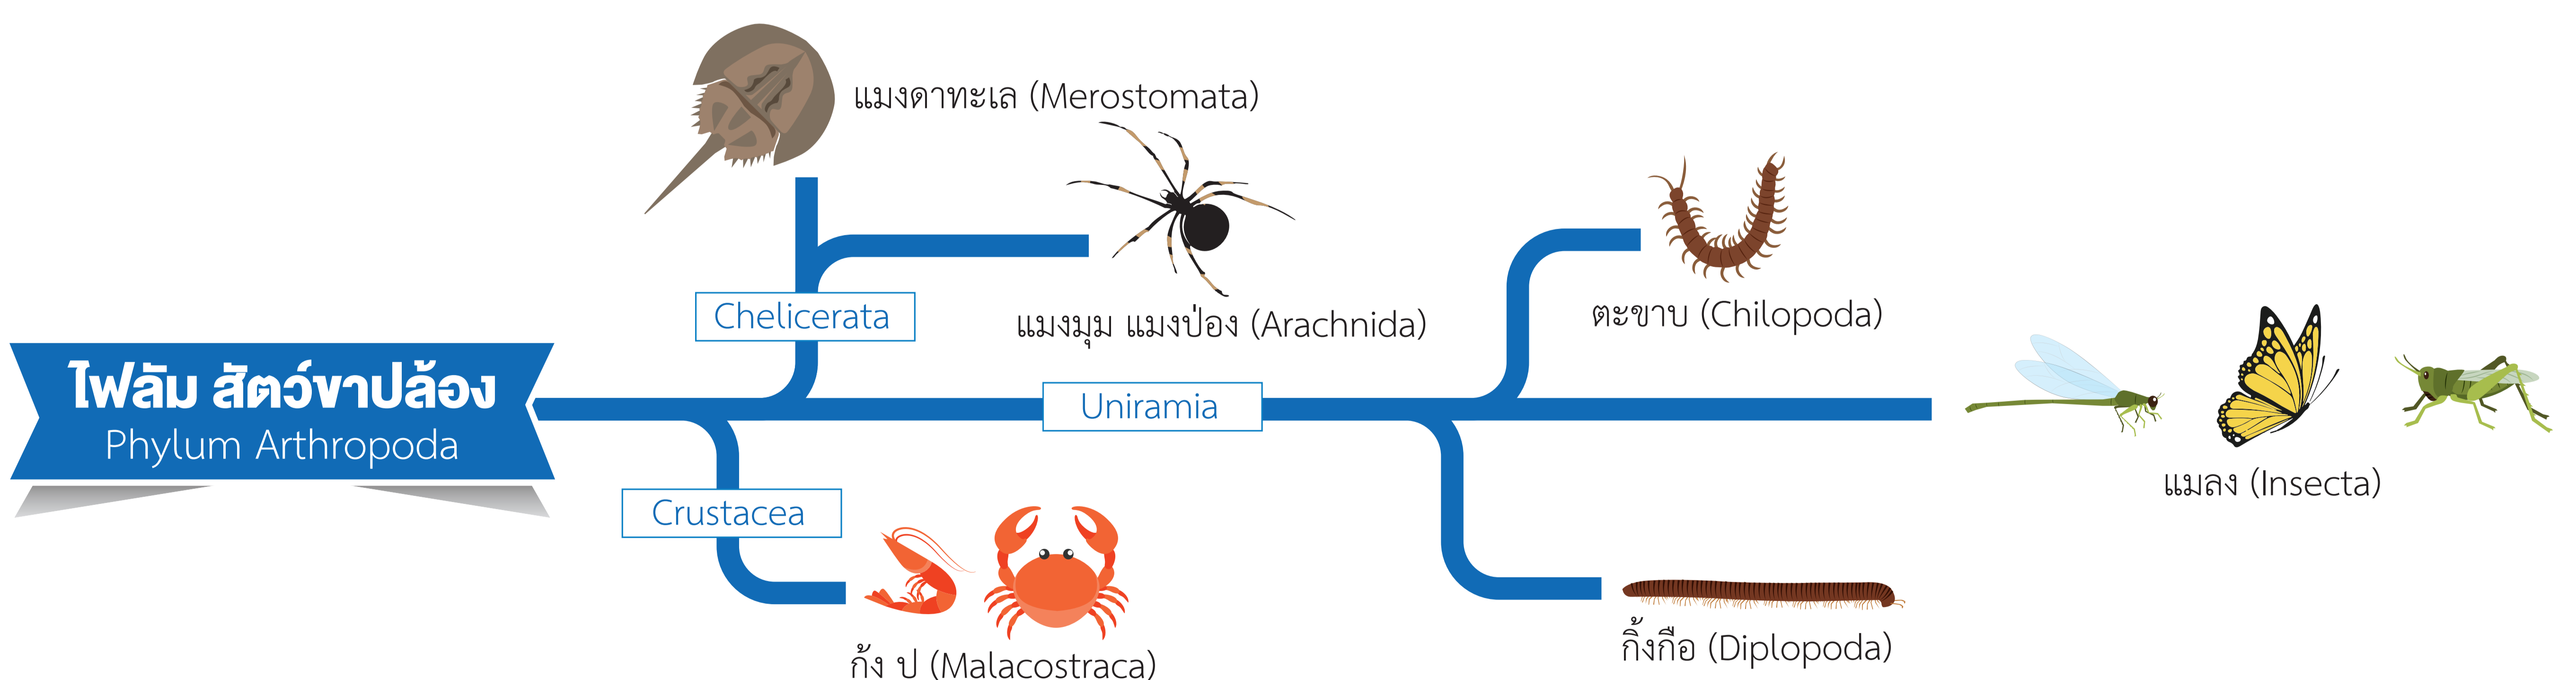 ไฟลัม สัตว์ขาปล้อง
Phylum Arthropoda
แมงดาทะเล (Merostomata)
Chelicerata
แมงมุม แมงป่อง (Arachnida)
Uniramia
ตะขาบ (Chilopoda)
แมลง (Insecta)
Crustacea
กุ้ง ปู (Malacostraca)
กิ้งกือ (Diplopoda)